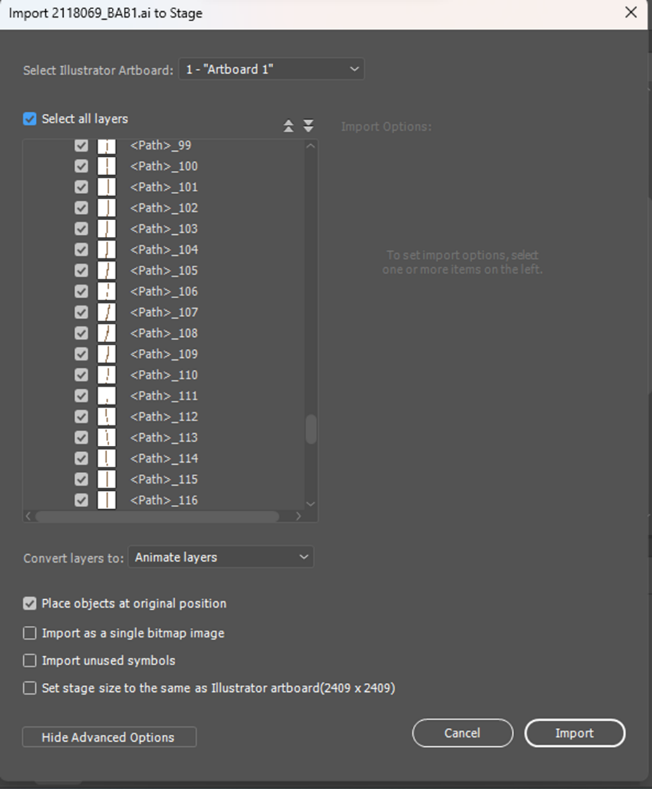 Import 2118069_BAB1.ai to Stage
Select Illustrator Artboard: 1 - "Artboard 1"
Select all layers
Import Options:
<Path>_99
<Path>_100
<Path>_101
<Path>_102
<Path>_103
<Path>_104
<Path>_105
<Path>_106
<Path>_107
<Path>_108
<Path>_109
<Path>_110
<Path>_111
<Path>_112
<Path>_113
<Path>_114
<Path>_115
<Path>_116
To set import options, select
one or more items on the left.
Convert layers to: Animate layers
Place objects at original position
Import as a single bitmap image
Import unused symbols
Set stage size to the same as Illustrator artboard(2409 x 2409)
Hide Advanced Options
Cancel
Import